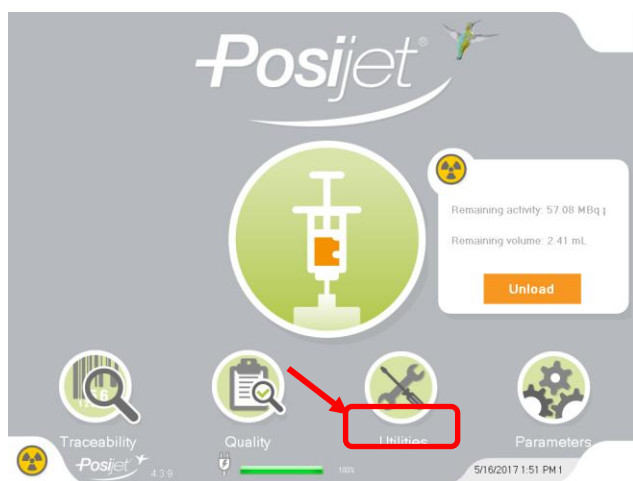 Posijet®
Remaining activity: 57.08 MBq
Remaining volume: 2.41 mL
Unload
Traceability
Quality
Utilities
Parameters
Posijet
4.3.9
100%
5/16/2017 1:51 PM 1